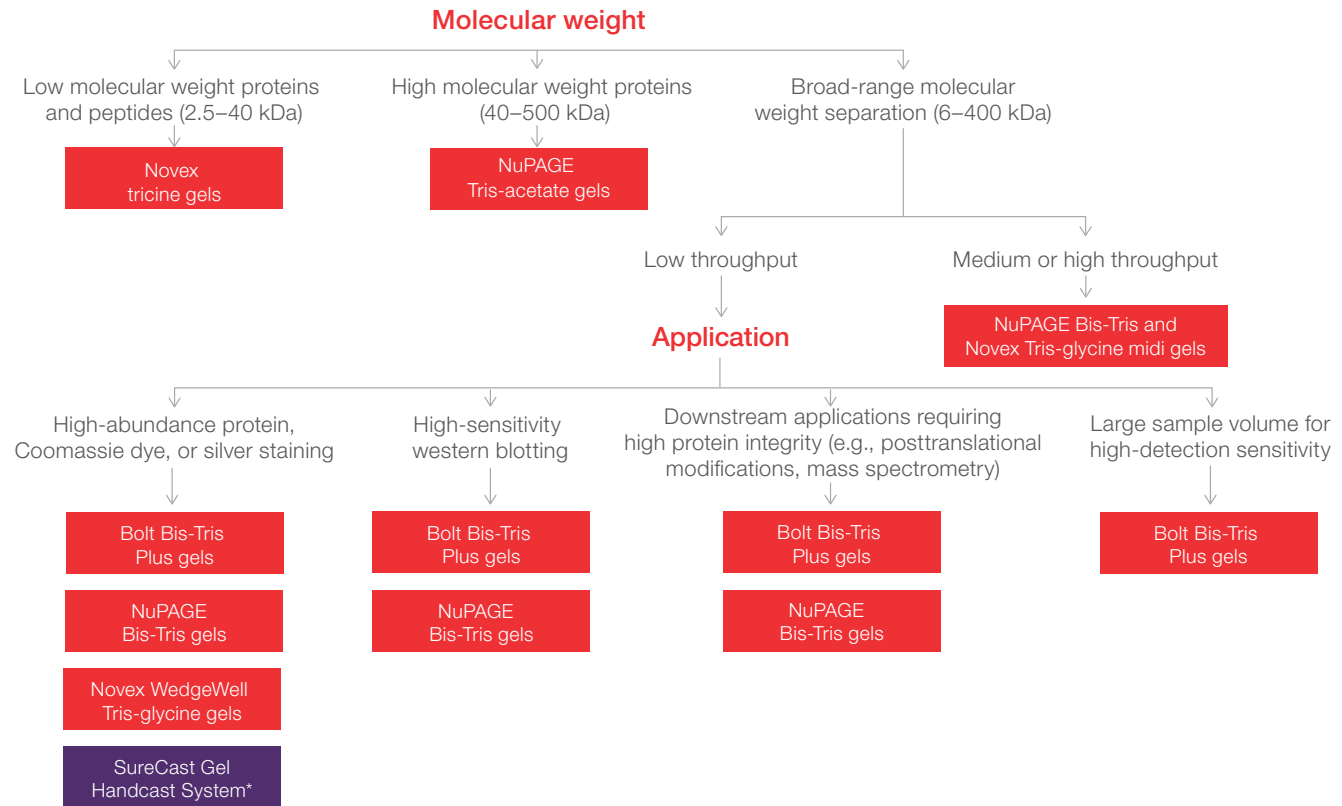 Molecular weight
Low molecular weight proteins
and peptides (2.5–40 kDa)
High molecular weight proteins
(40–500 kDa)
Broad-range molecular
weight separation (6–400 kDa)
Novex
tricine gels
NuPAGE
Tris-acetate gels
Low throughput
Medium or high throughput
NuPAGE Bis-Tris and
Novex Tris-glycine midi gels
Application
High-abundance protein,
Coomassie dye, or silver staining
High-sensitivity
western blotting
Downstream applications requiring
high protein integrity (e.g., posttranslational
modifications, mass spectrometry)
Large sample volume for
high-detection sensitivity
Bolt Bis-Tris
Plus gels
Bolt Bis-Tris
Plus gels
Bolt Bis-Tris
Plus gels
Bolt Bis-Tris
Plus gels
NuPAGE
Bis-Tris gels
NuPAGE
Bis-Tris gels
NuPAGE
Bis-Tris gels
Novex WedgeWell
Tris-glycine gels
SureCast Gel
Handcast System*